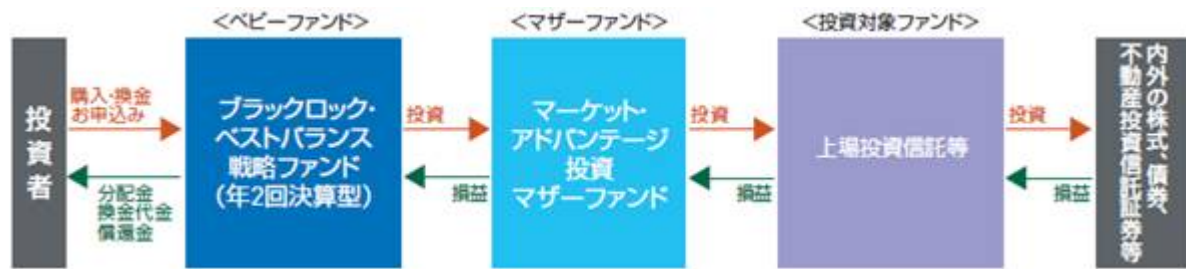 <ベビーファンド>
<マザーファンド>
<投資対象ファンド>
投資者
購入・換金
お申込み
分配金
換金代金
償還金
ブラックロック・
ベストバランス
戦略ファンド
(年2回決算型)
投資
損益
マーケット・
アドバンテージ
投資
マザーファンド
投資
損益
上場投資信託等
投資
損益
内外の株式、債券、
不動産投資信託証券等